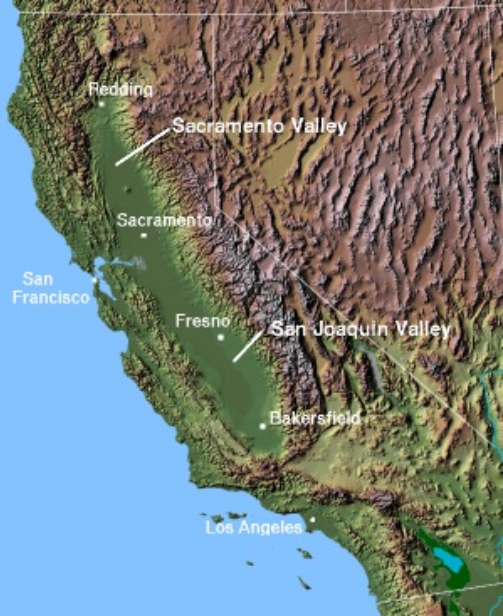 Redding
Sacramento Valley
Sacramento
San
Francisco
Fresno
San Joaquin Valley
Bakersfield
Los Angeles